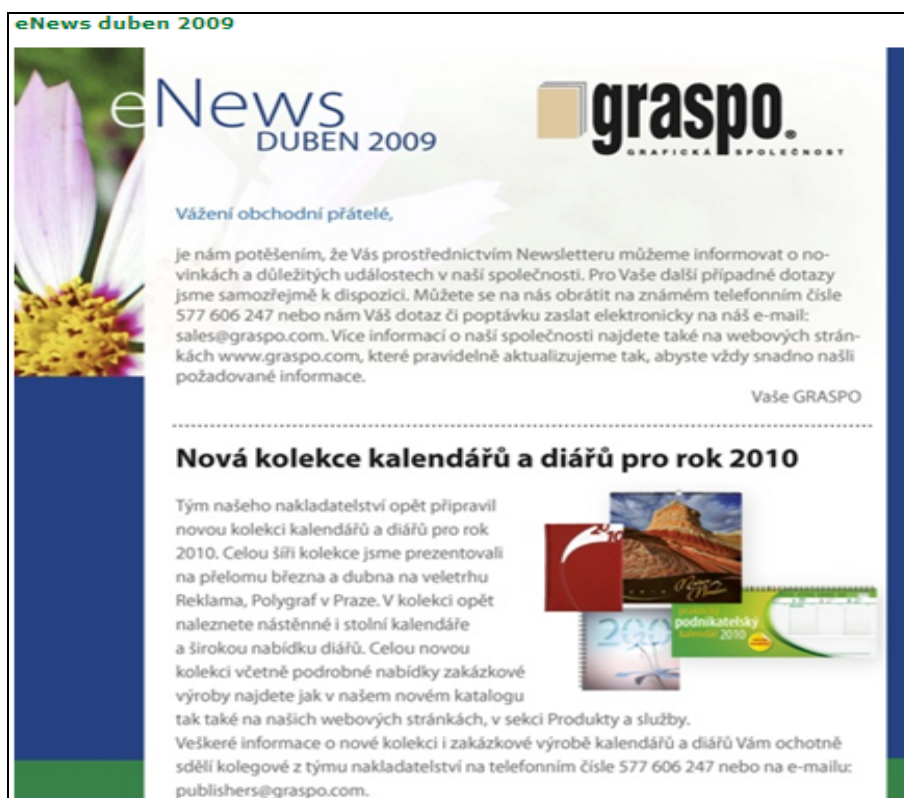 eNews duben 2009
eNews
DUBEN 2009
graspo.
GRAFICKÁ SPOLEČNOST
Vážení obchodní přátelé,
je nám potěšením, že Vás prostřednictvím Newsletteru můžeme informovat o no-
vinkách a důležitých událostech v naší společnosti. Pro Vaše další případné dotazy
jsme samozřejmě k dispozici. Můžete se na nás obrátit na známém telefonním čísle
577 606 247 nebo nám Váš dotaz či poptávku zaslat elektronicky na náš e-mail:
sales@graspo.com. Více informací o naší společnosti najdete také na webových strán-
kách www.graspo.com, které pravidelně aktualizujeme tak, abyste vždy snadno našli
požadované informace.
Vaše GRASPO
Nová kolekce kalendářů a diářů pro rok 2010
Tým našeho nakladatelství opět připravil
novou kolekci kalendářů a diářů pro rok
2010. Celou šíři kolekce jsme prezentovali
na přelomu března a dubna na veletrhu
Reklama, Polygraf v Praze. V kolekci opět
naleznete nástěnné i stolní kalendáře
a širokou nabídku diářů. Celou novou
kolekci včetně podrobné nabídky zakázkové
výroby najdete jak v našem novém katalogu
tak také na našich webových stránkách, v sekci Produkty a služby.
Veškeré informace o nové kolekci i zakázkové výrobě kalendářů a diářů Vám ochotně
sdělí kolegové z týmu nakladatelství na telefonním čísle 577 606 247 nebo na e-mailu:
publishers@graspo.com.
2010
praktický
podnikatelský
kalendář 2010